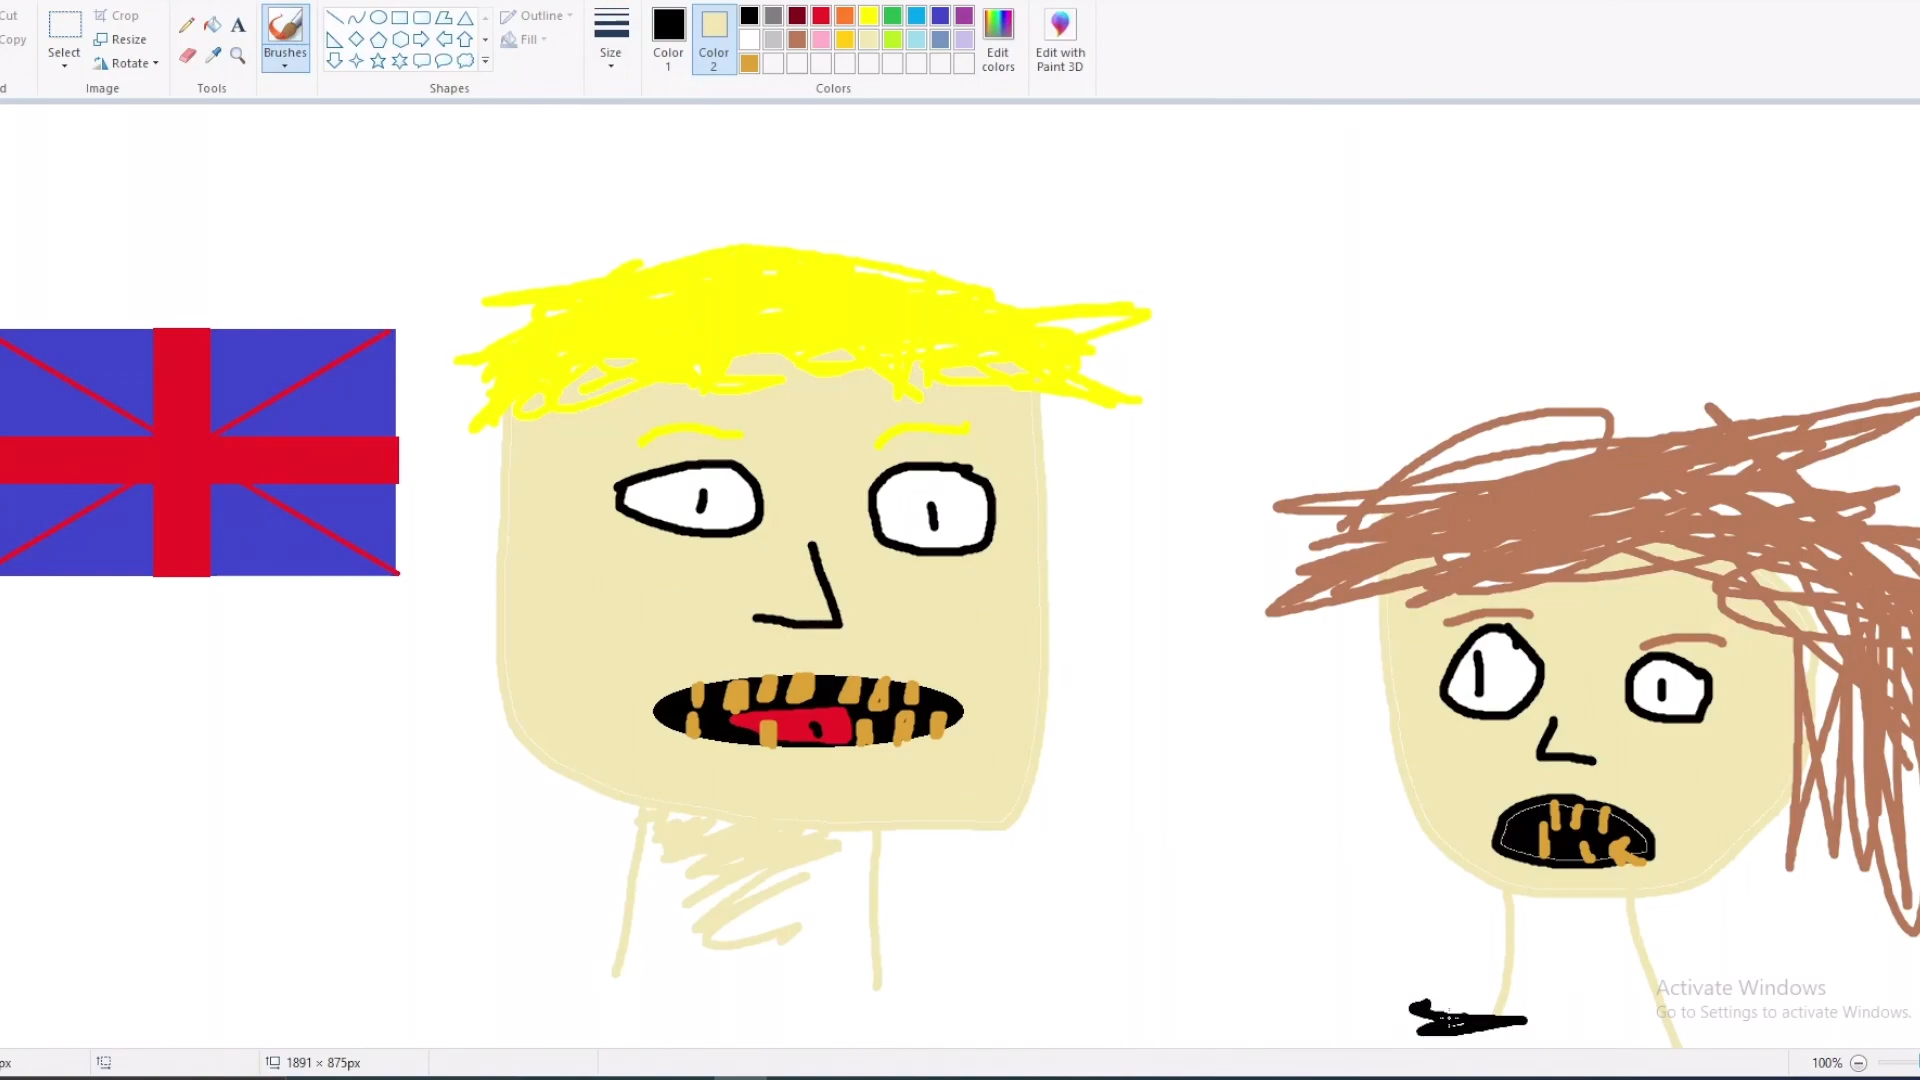 Cut
Copy
Select
Crop
Resize
Rotate
Image
A
Tools
Brushes
Outline
Fill
Shapes
Size
Color
1
Color
2
Edit
colors
Edit with
Paint 3D
Colors
Activate Windows
Go to Settings to activate Windows.
px
1891 × 875px
100%